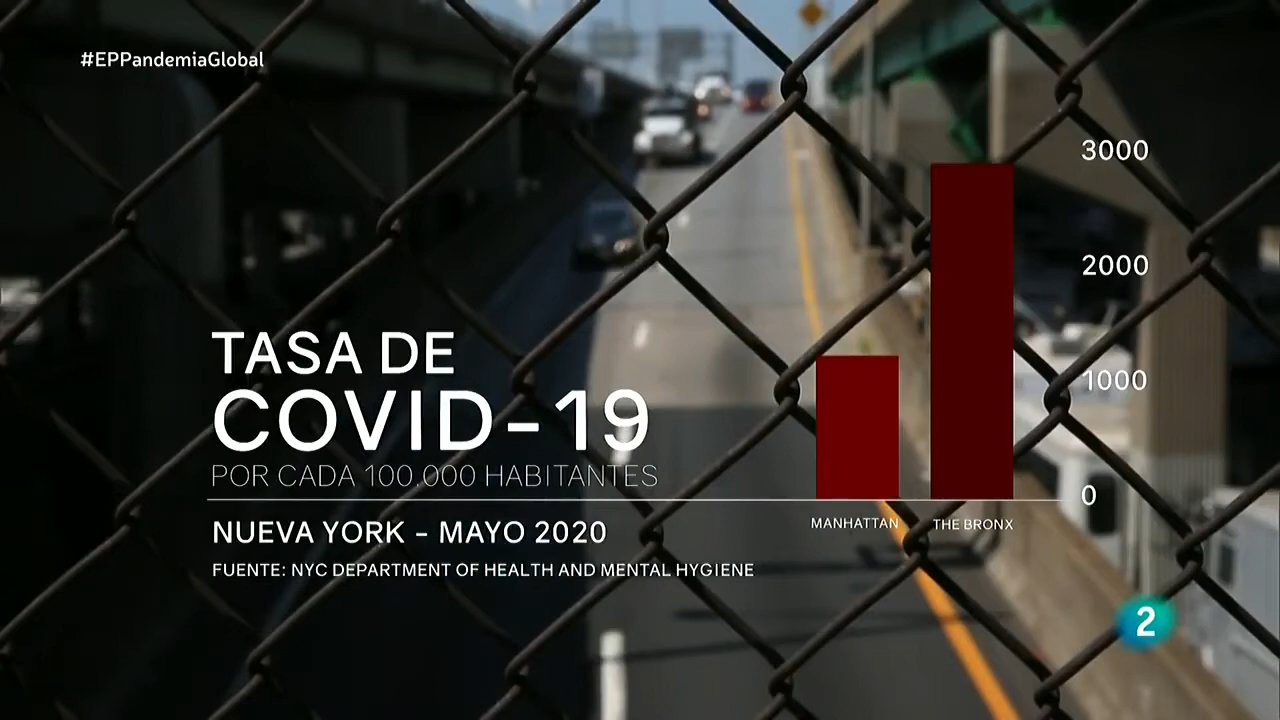 #EPPandemiaGlobal
3000
2000
1000
0
TASA DE
COVID-19
POR CADA 100.000 HABITANTES
MANHATTAN THE BRONX
NUEVA YORK - MAYO 2020
FUENTE: NYC DEPARTMENT OF HEALTH AND MENTAL HYGIENE
2